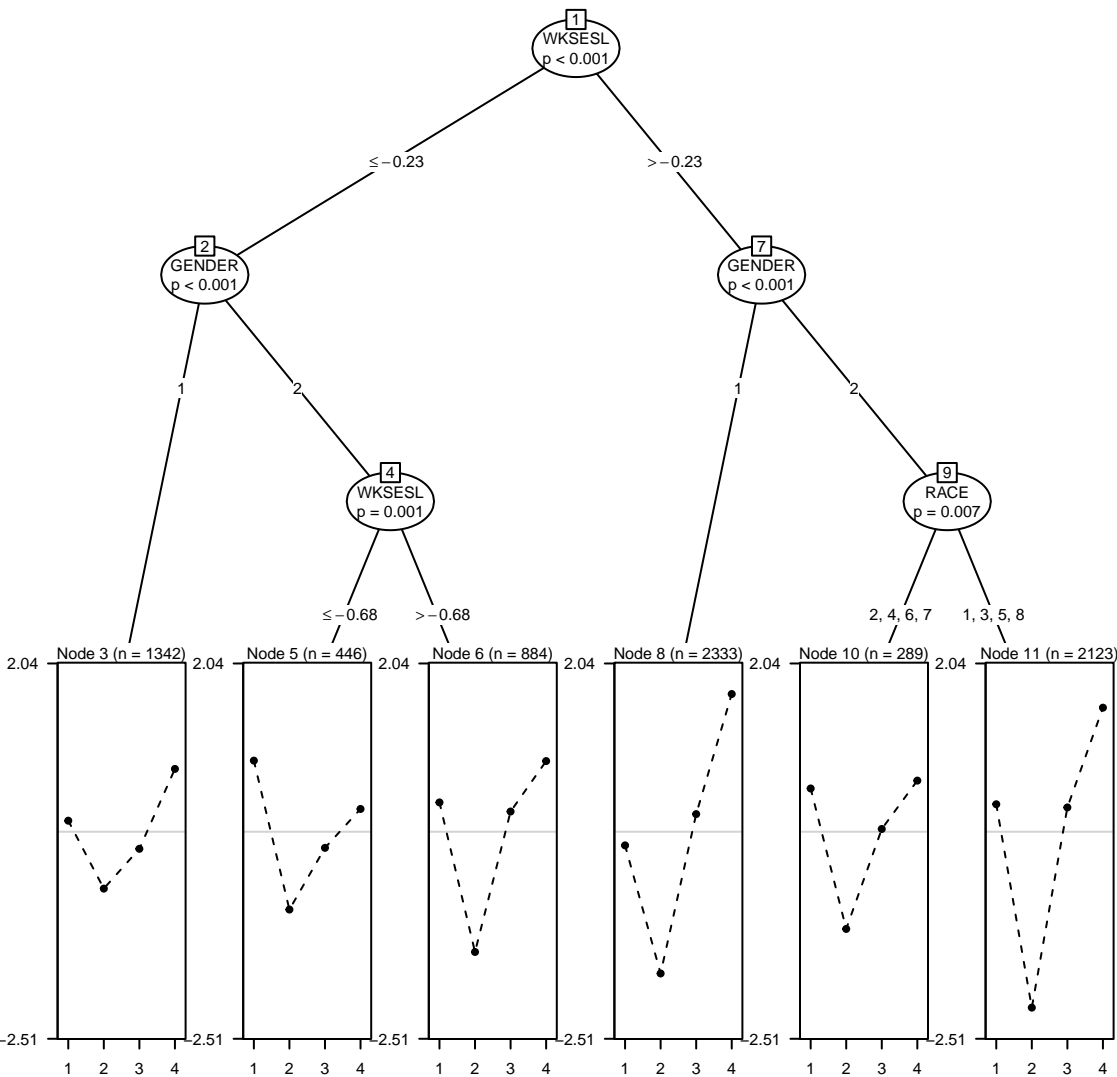 1
WKSESL
p < 0.001
≤ −0.23
> −0.23
2
GENDER
p < 0.001
7
GENDER
p < 0.001
1
2
1
2
4
WKSESL
p = 0.001
9
RACE
p = 0.007
≤ −0.68
> −0.68
2, 4, 6, 7
1, 3, 5, 8
Node 3 (n = 1342)
Node 5 (n = 446)
Node 6 (n = 884)
Node 8 (n = 2333)
Node 10 (n = 289)
Node 11 (n = 2123)
2.04
2.04
2.04
2.04
2.04
2.04
−2.51
−2.51
−2.51
−2.51
−2.51
−2.51
1 2 3 4
1 2 3 4
1 2 3 4
1 2 3 4
1 2 3 4
1 2 3 4